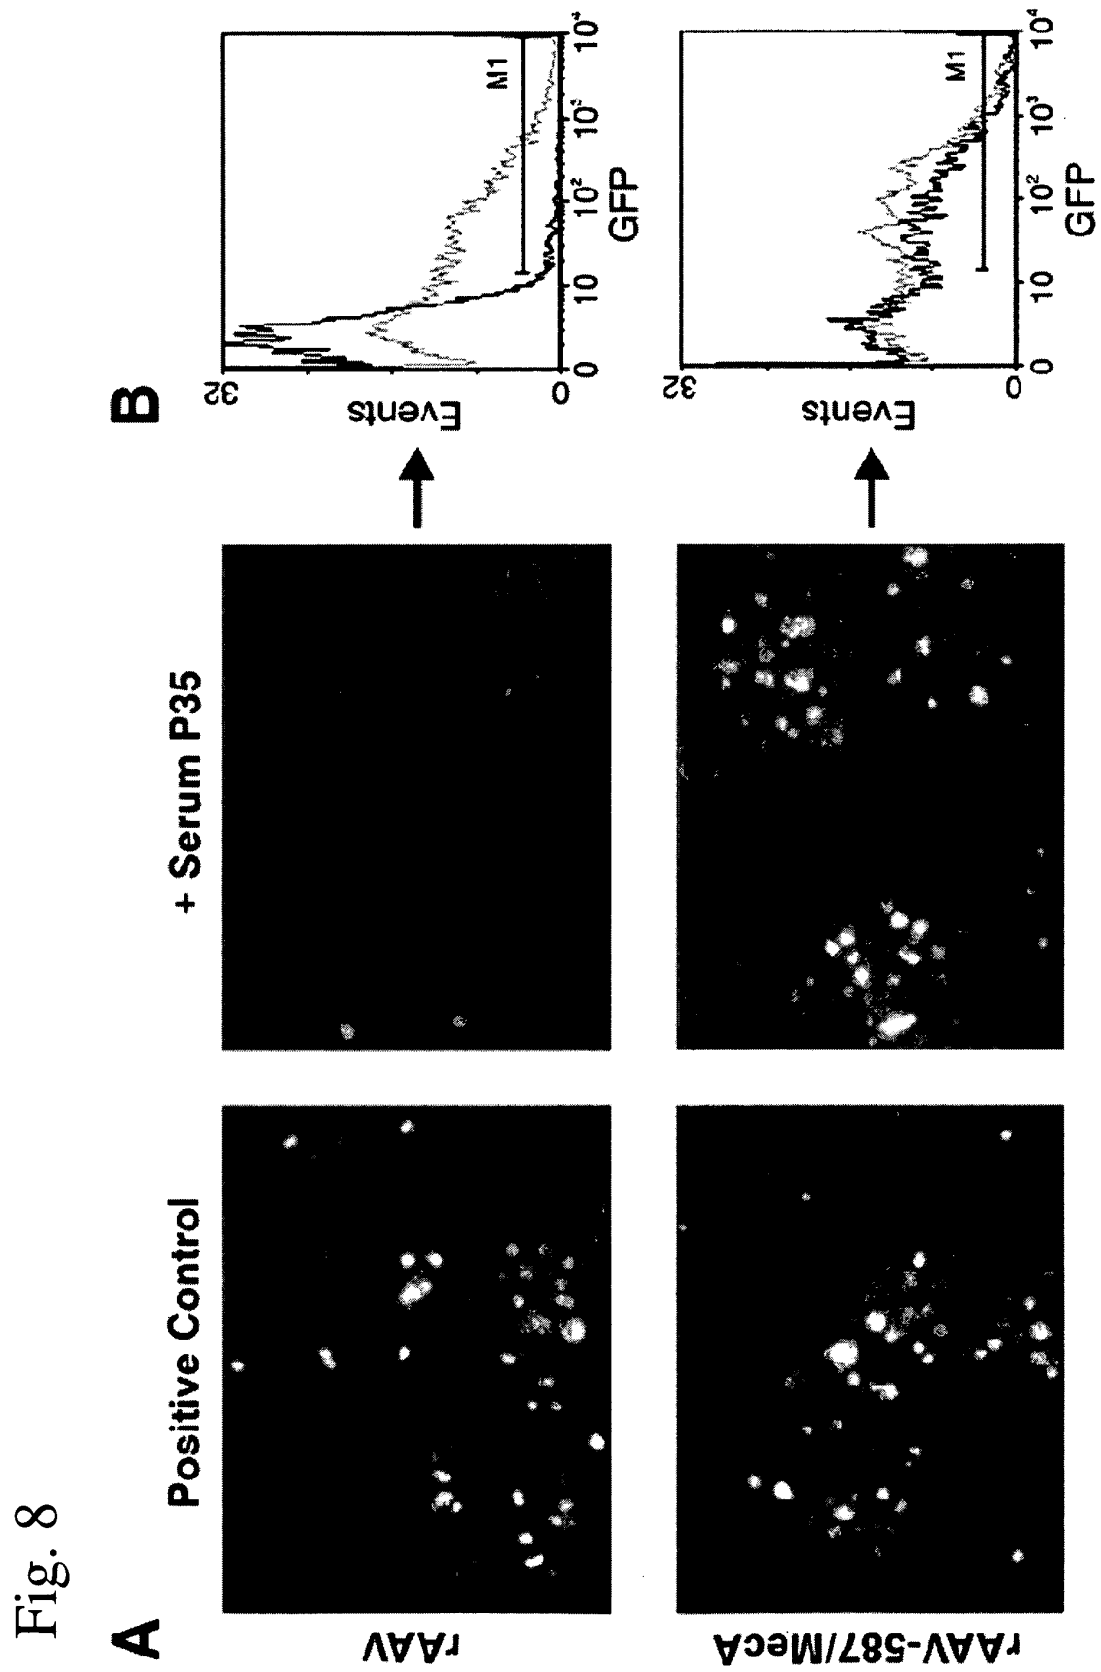 Fig. 8
A
B
Positive Control
+ Serum P35
rAAV
Events
32
0
M1
0 10 10² 10³ 10⁴
GFP
rAAV-587/MecA
Events
32
0
M1
0 10 10² 10³ 10⁴
GFP